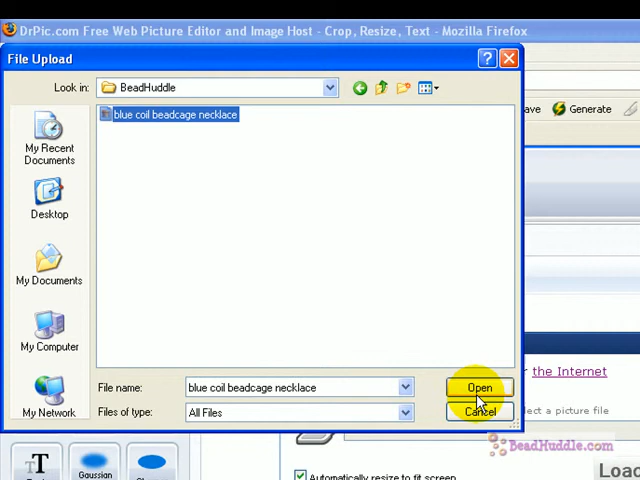 DrPic.com Free Web Picture Editor and Image Host - Crop, Resize, Text - Mozilla Firefox
File Upload
Look in: BeadHuddle
ave Generate
blue coil beadcage necklace
My Recent Documents
Desktop
My Documents
My Computer
My Network
File name: blue coil beadcage necklace Open
Files of type: All Files Cancel
the Internet
lect a picture file
BeadHuddle.com
T Gaussian
Automatically resize to fit screen
Loac